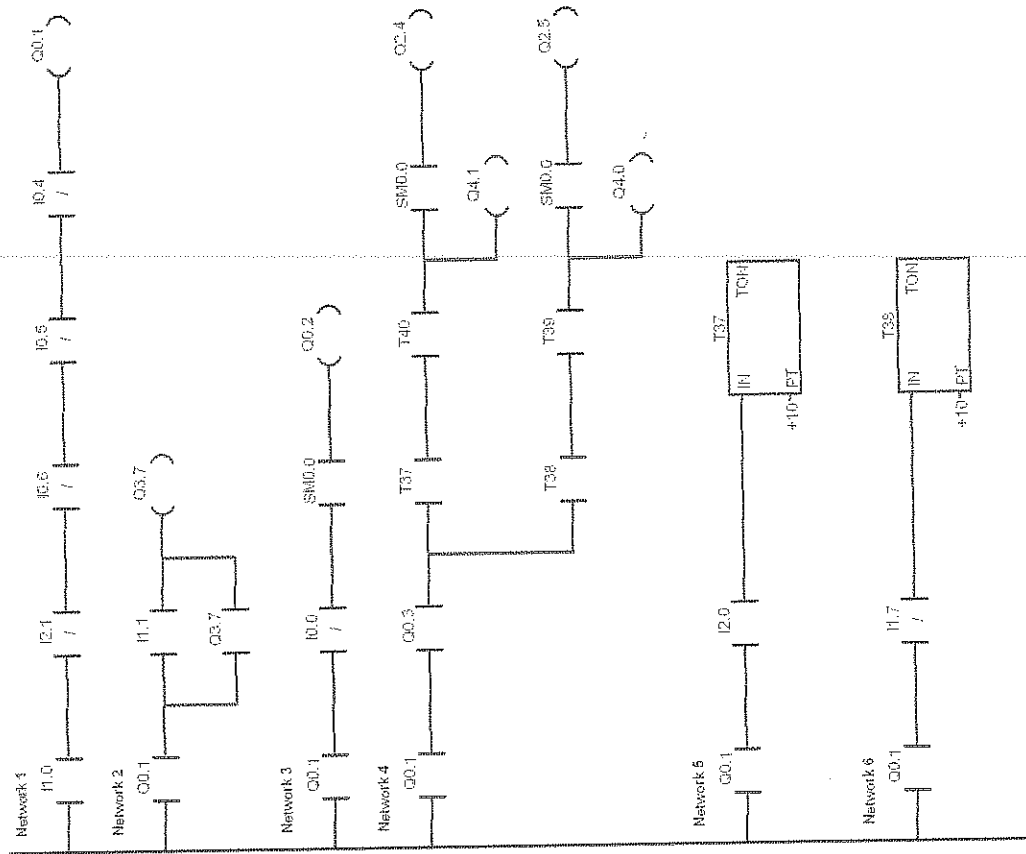 Network 1
I1.0 I2.1 I0.6 I0.5 I0.4 Q0.1
/ / / /
Network 2
Q0.1 I1.1 Q3.7
Q3.7
Network 3
Q0.1 I0.0 SM0.0 Q0.2
/
Network 4
Q0.1 Q0.3 T37 T40 SM0.0 Q2.4
Q4.1
T38 T39 SM0.0 Q2.5
Q4.0
Network 5
Q0.1 I2.0 T37
IN TON
+10 PT
Network 6
Q0.1 I1.7 T38
/
IN TON
+10 PT